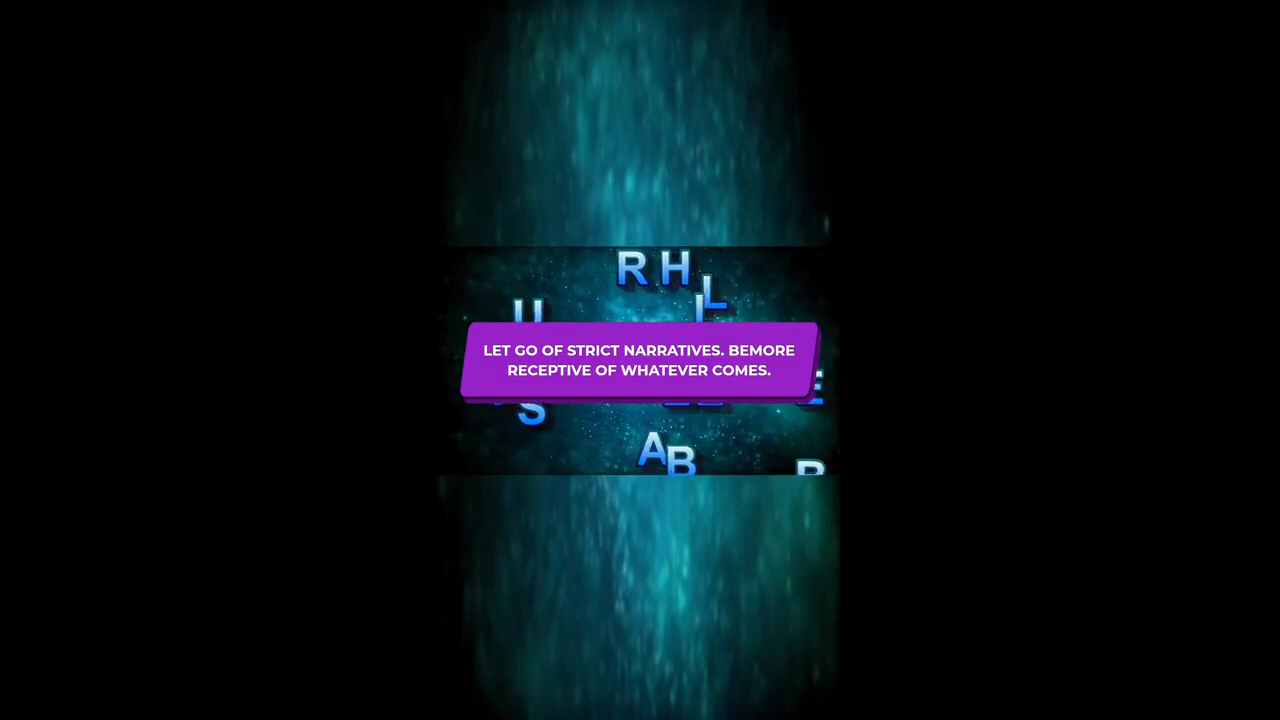 R H
L
U
LET GO OF STRICT NARRATIVES. BEMORE
RECEPTIVE OF WHATEVER COMES.
E
S
A
B